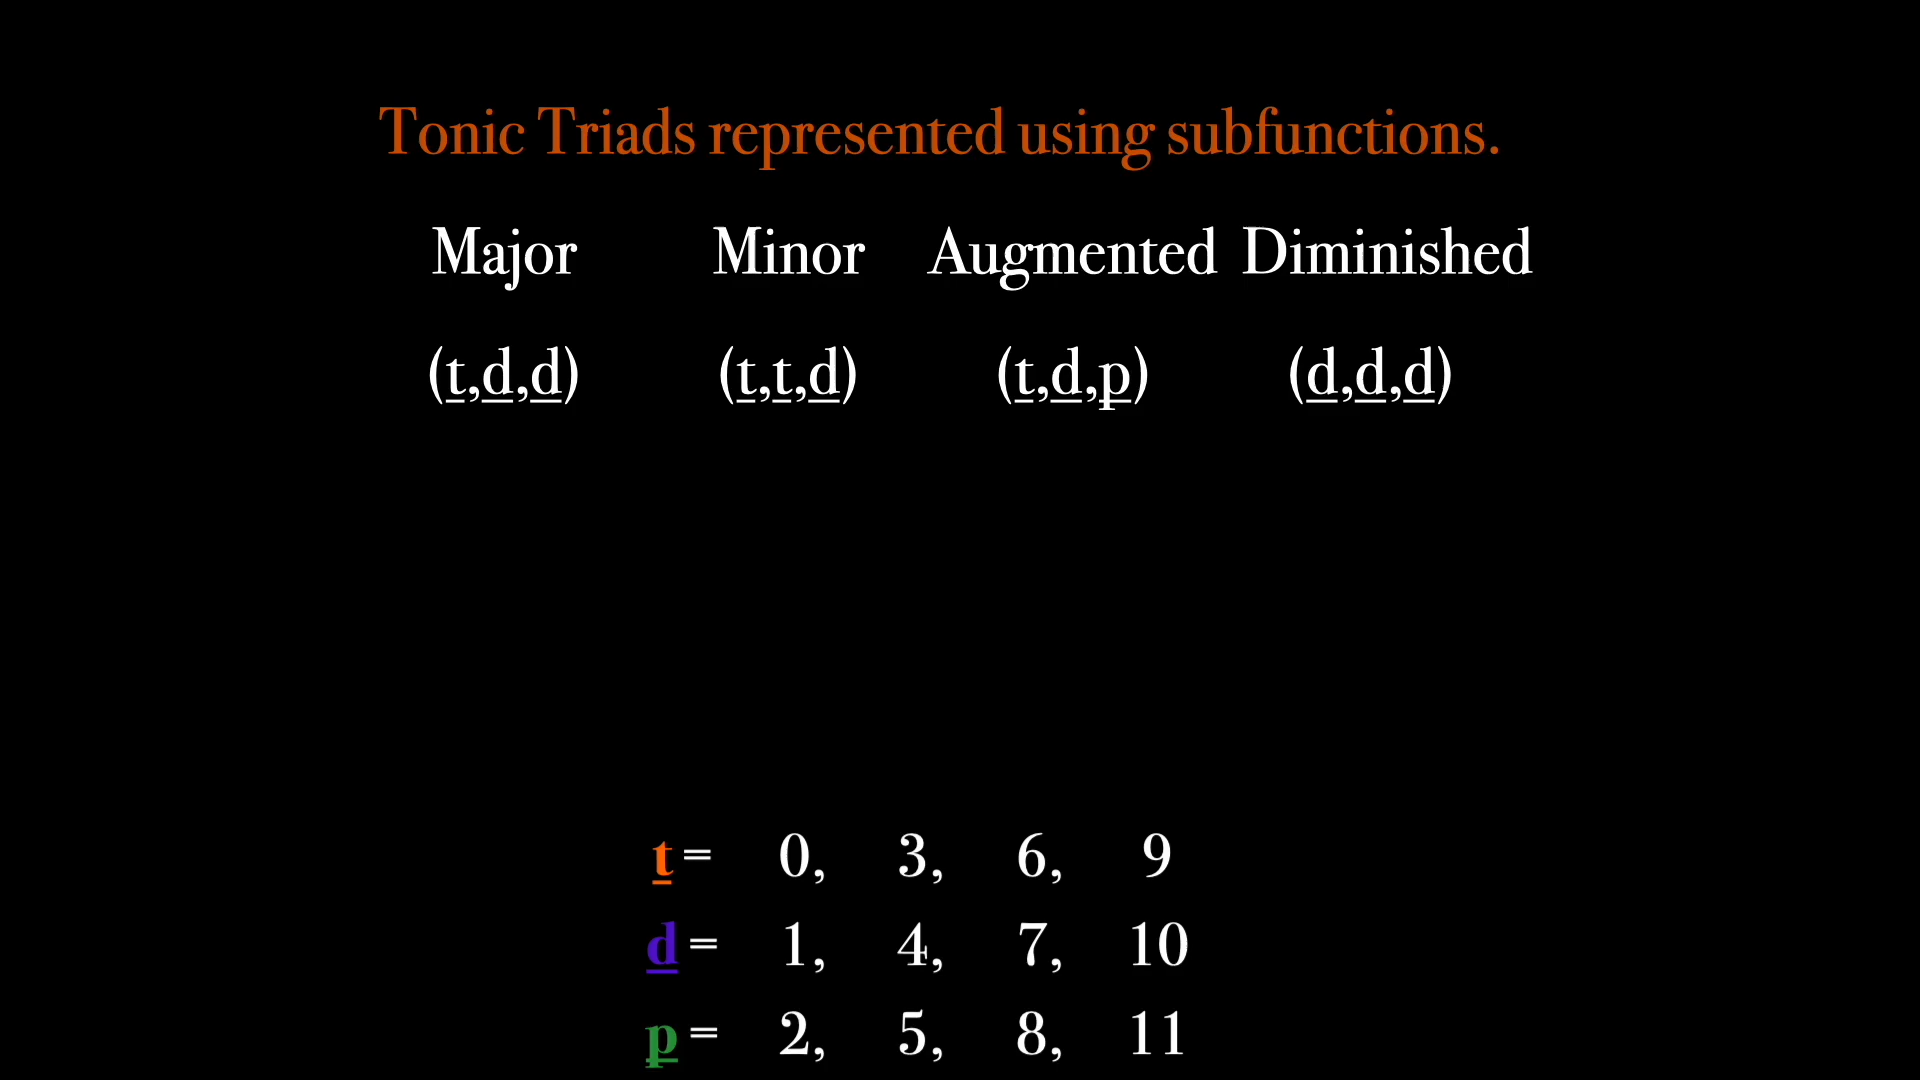 Tonic Triads represented using subfunctions.
Major Minor Augmented Diminished
(t,d,d) (t,t,d) (t,d,p) (d,d,d)
t = 0, 3, 6, 9
d = 1, 4, 7, 10
p = 2, 5, 8, 11